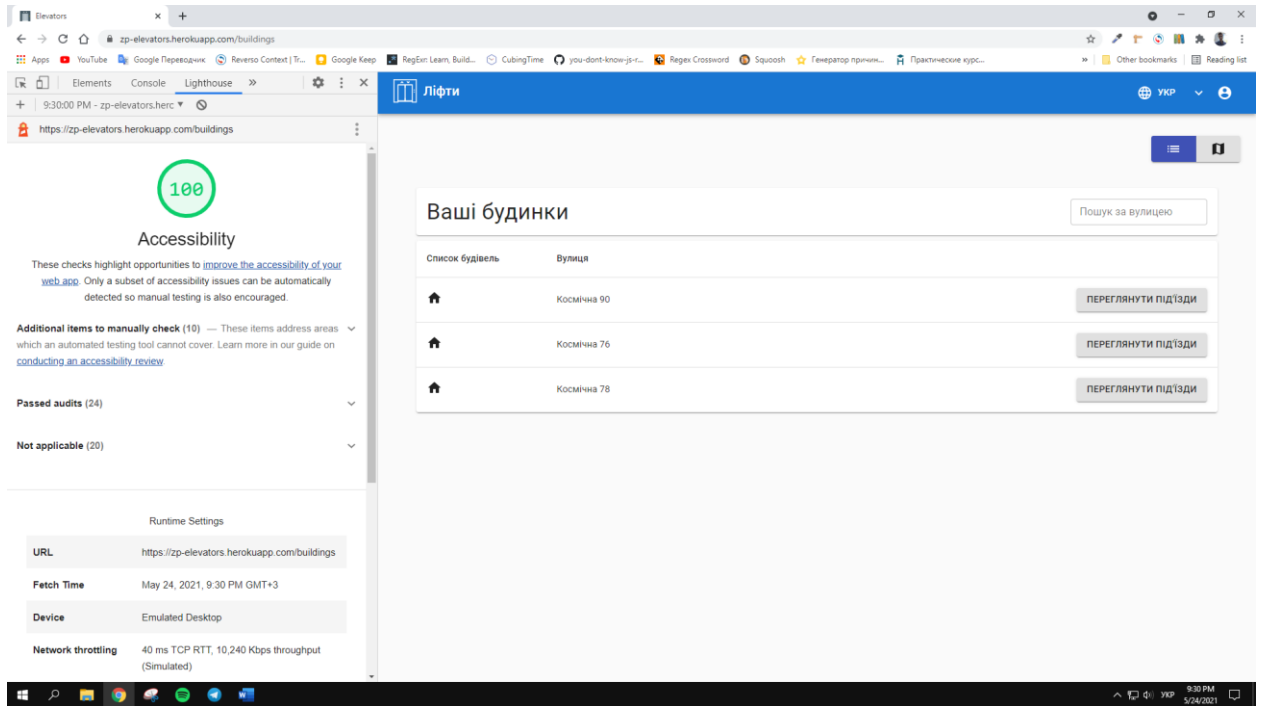 Elevators
zp-elevators.herokuapp.com/buildings
Apps YouTube Google Переводчик Reverso Context | Tr... Google Keep RegExr: Learn, Build... CubingTime you-dont-know-js-r... Regex Crossword Squoosh Генератор причин... Практические курс... » Other bookmarks Reading list
Elements Console Lighthouse »
9:30:00 PM - zp-elevators.herc
https://zp-elevators.herokuapp.com/buildings
100
Accessibility
These checks highlight opportunities to improve the accessibility of your
web app. Only a subset of accessibility issues can be automatically
detected so manual testing is also encouraged.
Additional items to manually check (10) — These items address areas
which an automated testing tool cannot cover. Learn more in our guide on
conducting an accessibility review.
Passed audits (24)
Not applicable (20)
Runtime Settings
URL https://zp-elevators.herokuapp.com/buildings
Fetch Time May 24, 2021, 9:30 PM GMT+3
Device Emulated Desktop
Network throttling 40 ms TCP RTT, 10,240 Kbps throughput
(Simulated)
Ліфти
УКР
Ваші будинки
Пошук за вулицею
Список будівель Вулиця
Космічна 90 ПЕРЕГЛЯНУТИ ПІД'ЇЗДИ
Космічна 76 ПЕРЕГЛЯНУТИ ПІД'ЇЗДИ
Космічна 78 ПЕРЕГЛЯНУТИ ПІД'ЇЗДИ
УКР 9:30 PM
5/24/2021